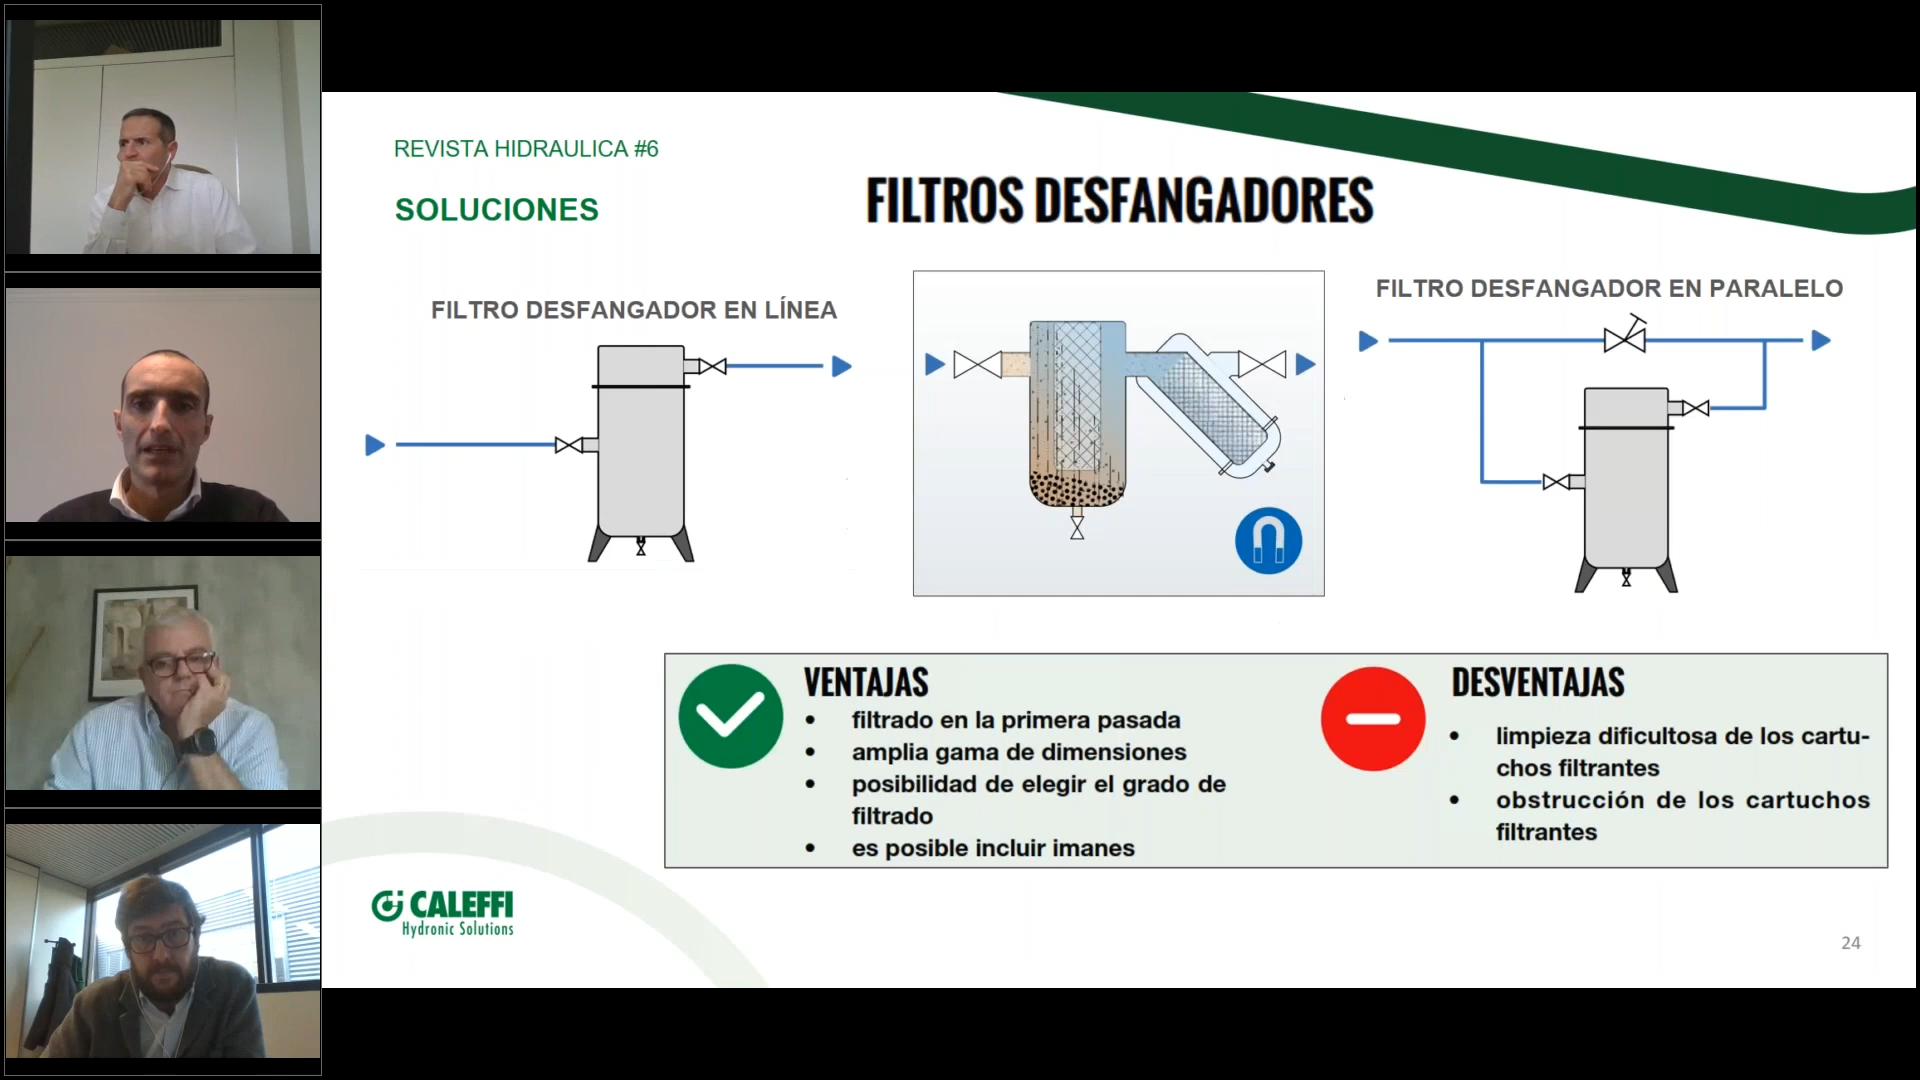 REVISTA HIDRAULICA #6
SOLUCIONES
FILTROS DESFANGADORES
FILTRO DESFANGADOR EN LÍNEA
FILTRO DESFANGADOR EN PARALELO
VENTAJAS
• filtrado en la primera pasada
• amplia gama de dimensiones
• posibilidad de elegir el grado de
filtrado
• es posible incluir imanes
DESVENTAJAS
• limpieza dificultosa de los cartu-
chos filtrantes
• obstrucción de los cartuchos
filtrantes
CALEFFI
Hydronic Solutions
24